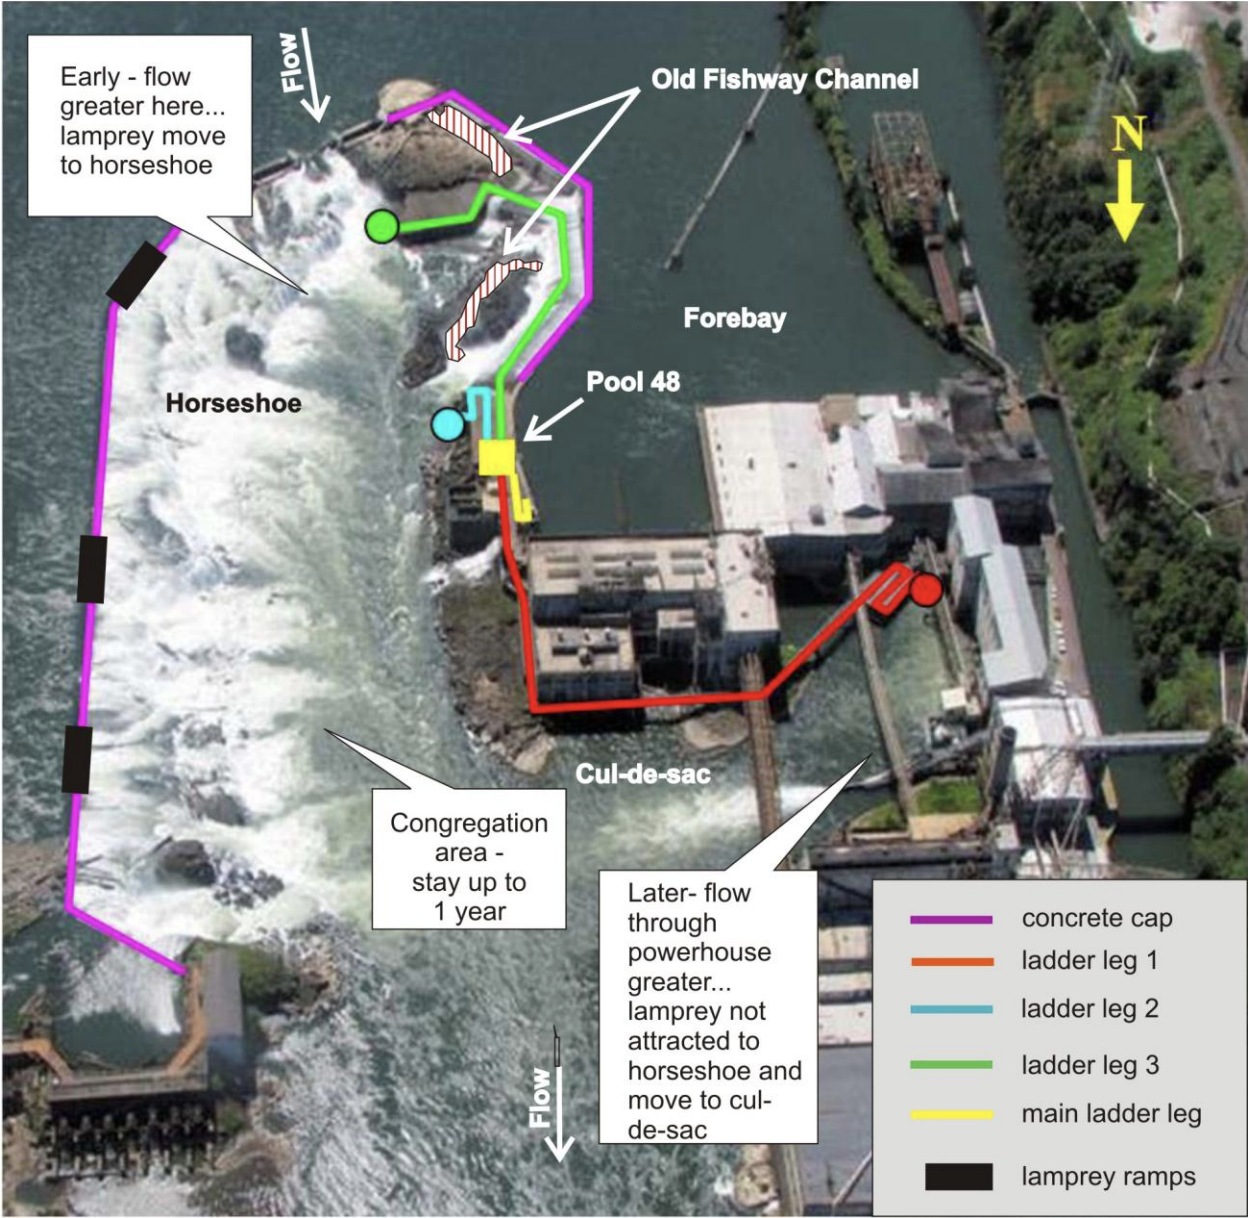 Early - flow
greater here...
lamprey move
to horseshoe
Flow
Old Fishway Channel
N
Forebay
Pool 48
Horseshoe
Cul-de-sac
Congregation
area -
stay up to
1 year
Later- flow
through
powerhouse
greater...
lamprey not
attracted to
horseshoe and
move to cul-
de-sac
Flow
concrete cap
ladder leg 1
ladder leg 2
ladder leg 3
main ladder leg
lamprey ramps